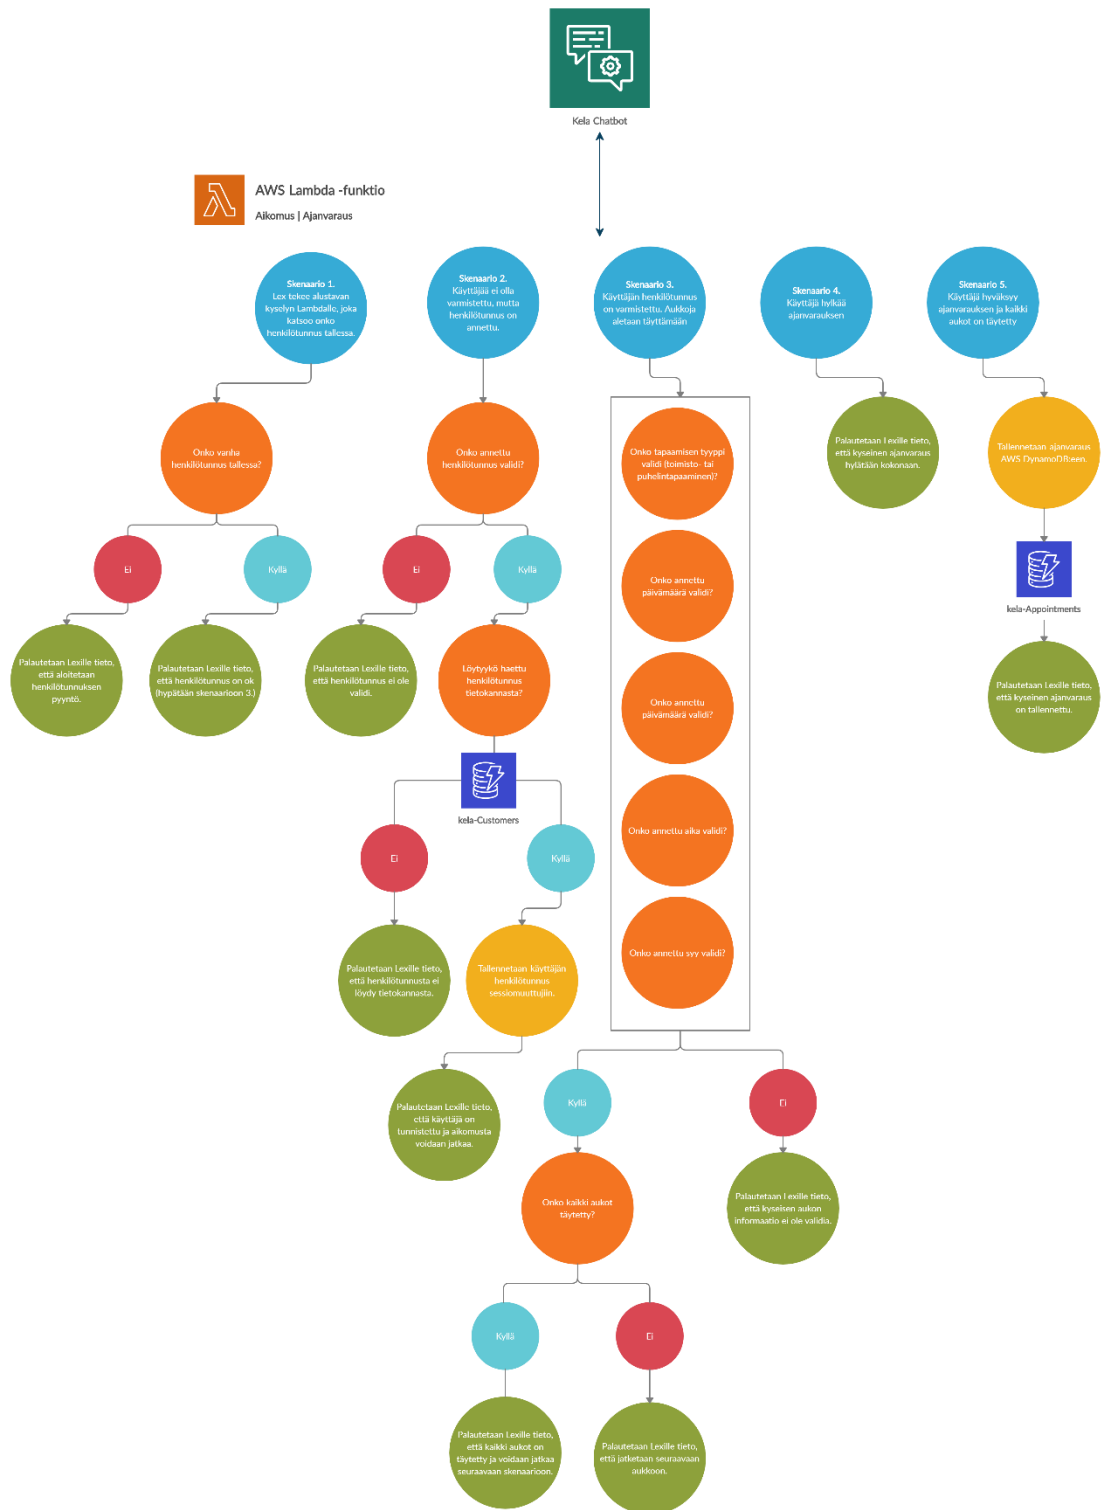 Kela Chatbot
AWS Lambda -funktio
Aikomus | Ajanvaraus
Skenaario 1.
Lex tekee alustavan
kyselyn Lambdalle, joka
katsoo onko
henkilötunnus tallessa.
Skenaario 2.
Käyttäjää ei olla
varmistettu, mutta
henkilötunnus on
annettu.
Skenaario 3.
Käyttäjän henkilötunnus
on varmistettu. Aukkoja
aletaan täyttämään
Skenaario 4.
Käyttäjä hylkää
ajanvarauksen
Skenaario 5.
Käyttäjä hyväksyy
ajanvarauksen ja kaikki
aukot on täytetty
Onko vanha
henkilötunnus tallessa?
Onko annettu
henkilötunnus validi?
Onko tapaamisen tyyppi
validi (toimisto- tai
puhelintapaaminen)?
Palautetaan Lexille tieto,
että kyseinen ajanvaraus
hylätään kokonaan.
Tallennetaan ajanvaraus
AWS DynamoDB:een.
Ei
Kyllä
Ei
Kyllä
Onko annettu
päivämäärä validi?
kela-Appointments
Palautetaan Lexille tieto,
että aloitetaan
henkilötunnuksen
pyyntö.
Palautetaan Lexille tieto,
että henkilötunnus on ok
(hypätään skenaarioon 3.)
Palautetaan Lexille tieto,
että henkilötunnus ei ole
validi.
Löytyykö haettu
henkilötunnus
tietokannasta?
Onko annettu
päivämäärä validi?
Palautetaan Lexille tieto,
että kyseinen ajanvaraus
on tallennettu.
kela-Customers
Onko annettu aika validi?
Ei
Kyllä
Onko annettu syy validi?
Palautetaan Lexille tieto,
että henkilötunnusta ei
löydy tietokannasta.
Tallennetaan käyttäjän
henkilötunnus
sessiomuuttujiin.
Palautetaan Lexille tieto,
että käyttäjä on
tunnistettu ja aikomusta
voidaan jatkaa.
Kyllä
Ei
Onko kaikki aukot
täytetty?
Palautetaan Lexille tieto,
että kyseisen aukon
informaatio ei ole validia.
Kyllä
Ei
Palautetaan Lexille tieto,
että kaikki aukot on
täytetty ja voidaan jatkaa
seuraavaan skenaarioon.
Palautetaan Lexille tieto,
että jatketaan seuraavaan
aukkoon.